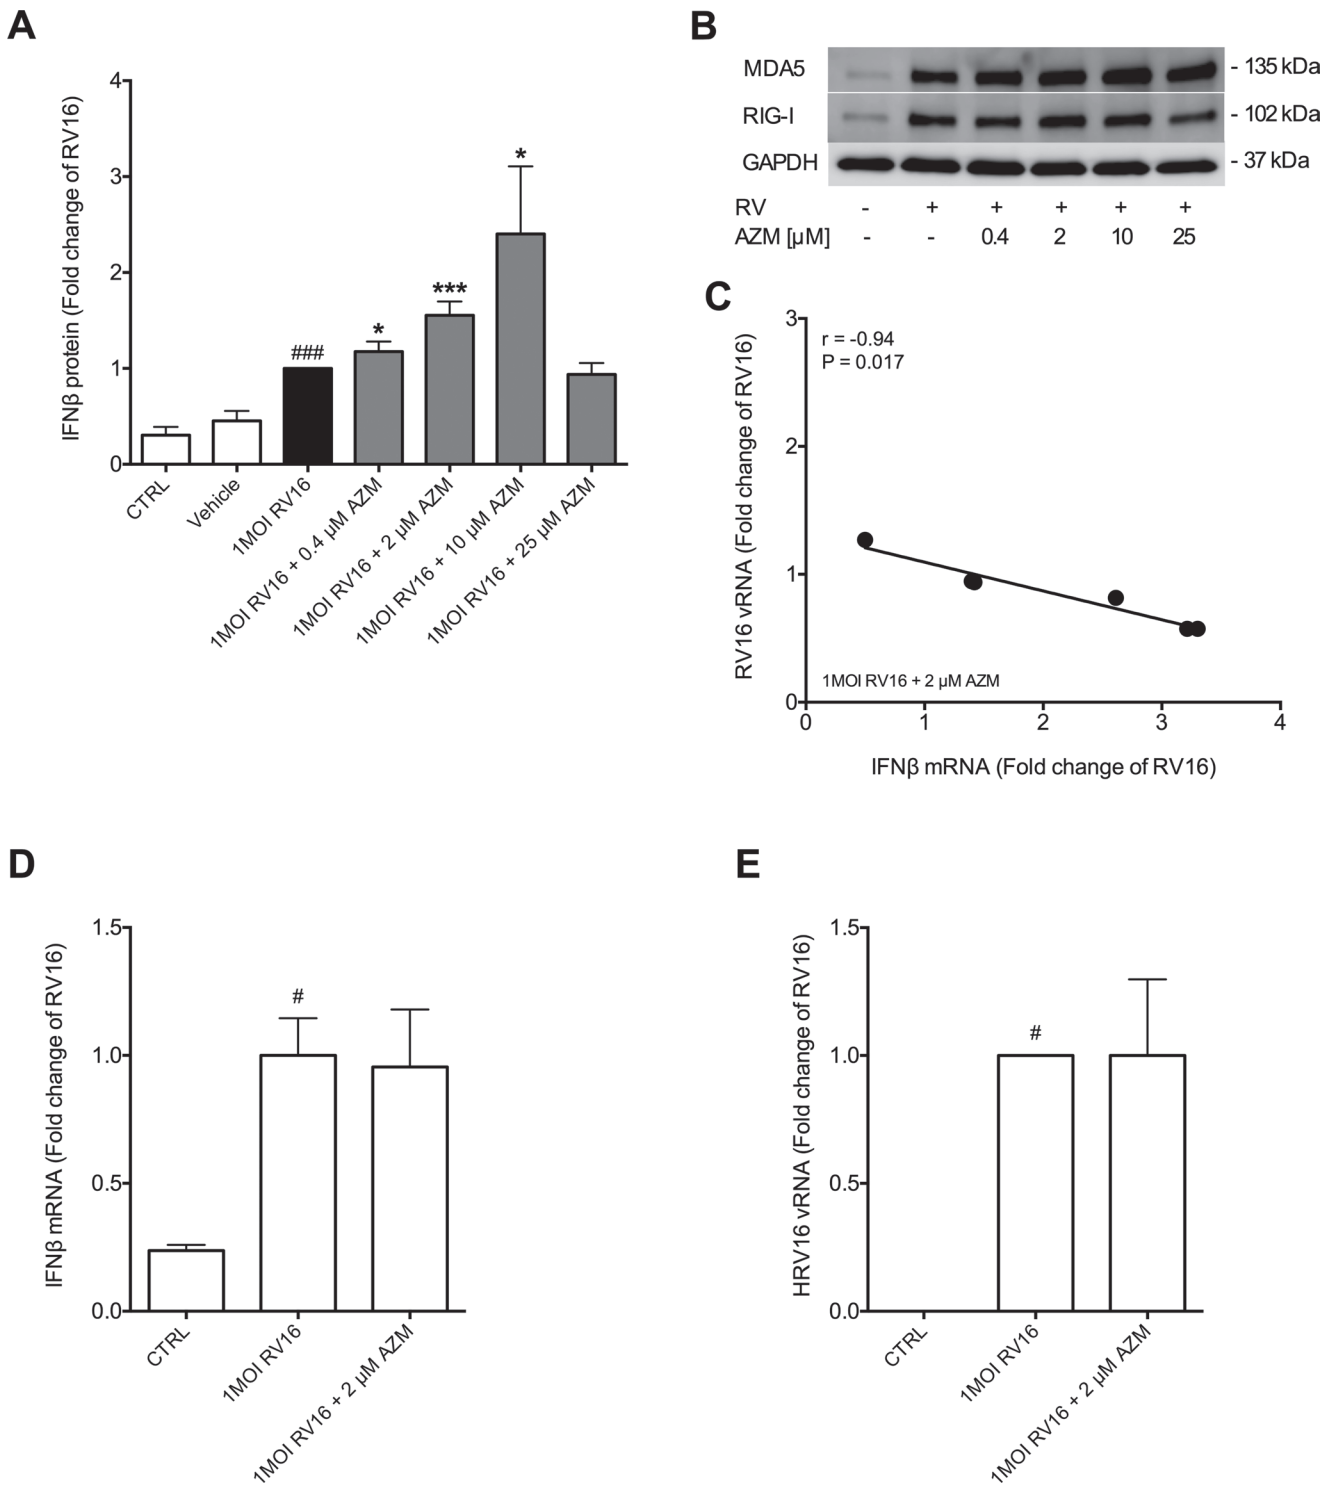 A
IFNβ protein (Fold change of RV16)
4
3
2
1
0
###
*
***
*
CTRL
Vehicle
1MOI RV16
1MOI RV16 + 0.4 µM AZM
1MOI RV16 + 2 µM AZM
1MOI RV16 + 10 µM AZM
1MOI RV16 + 25 µM AZM
B
MDA5 - 135 kDa
RIG-I - 102 kDa
GAPDH - 37 kDa
RV - + + + + +
AZM [µM] - - 0.4 2 10 25
C
RV16 vRNA (Fold change of RV16)
3
2
1
0
r = -0.94
P = 0.017
1MOI RV16 + 2 µM AZM
0 1 2 3 4
IFNβ mRNA (Fold change of RV16)
D
IFNβ mRNA (Fold change of RV16)
1.5
1.0
0.5
0.0
#
CTRL
1MOI RV16
1MOI RV16 + 2 µM AZM
E
HRV16 vRNA (Fold change of RV16)
1.5
1.0
0.5
0.0
#
CTRL
1MOI RV16
1MOI RV16 + 2 µM AZM